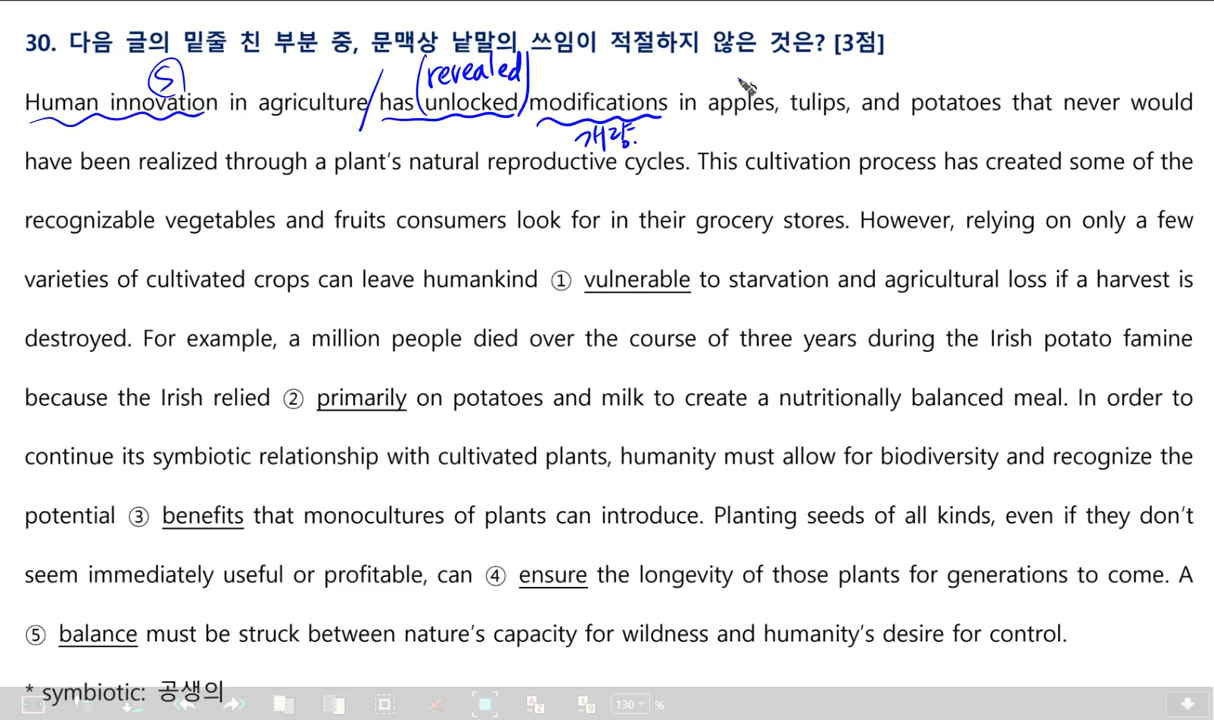 30. 다음 글의 밑줄 친 부분 중, 문맥상 낱말의 쓰임이 적절하지 않은 것은? [3점]
S (revealed)
Human innovation in agriculture / has (unlocked) modifications in apples, tulips, and potatoes that never would
개량.
have been realized through a plant's natural reproductive cycles. This cultivation process has created some of the
recognizable vegetables and fruits consumers look for in their grocery stores. However, relying on only a few
varieties of cultivated crops can leave humankind ① vulnerable to starvation and agricultural loss if a harvest is
destroyed. For example, a million people died over the course of three years during the Irish potato famine
because the Irish relied ② primarily on potatoes and milk to create a nutritionally balanced meal. In order to
continue its symbiotic relationship with cultivated plants, humanity must allow for biodiversity and recognize the
potential ③ benefits that monocultures of plants can introduce. Planting seeds of all kinds, even if they don't
seem immediately useful or profitable, can ④ ensure the longevity of those plants for generations to come. A
⑤ balance must be struck between nature's capacity for wildness and humanity's desire for control.
* symbiotic: 공생의
130 %